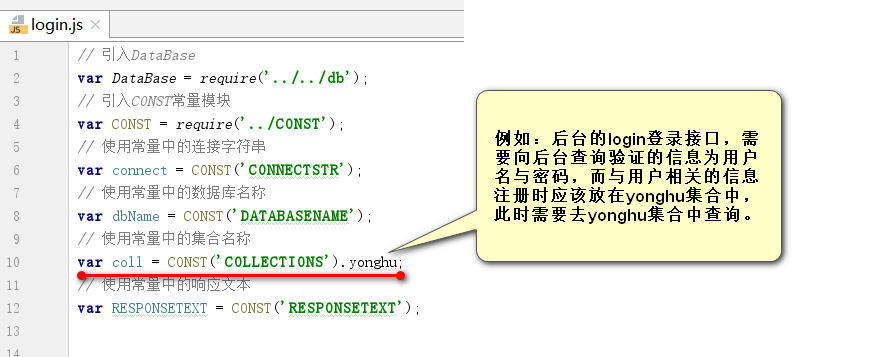 login.js
1 // 引入DataBase
2 var DataBase = require('../../db');
3 // 引入CONST常量模块
4 var CONST = require('../CONST');
5 // 使用常量中的连接字符串
6 var connect = CONST('CONNECTSTR');
7 // 使用常量中的数据库名称
8 var dbName = CONST('DATABASENAME');
9 // 使用常量中的集合名称
10 var coll = CONST('COLLECTIONS').yonghu;
11 // 使用常量中的响应文本
12 var RESPONSETEXT = CONST('RESPONSETEXT');
13
14
例如：后台的login登录接口，需
要向后台查询验证的信息为用户
名与密码，而与用户相关的信息
注册时应该放在yonghu集合中，
此时需要去yonghu集合中查询。